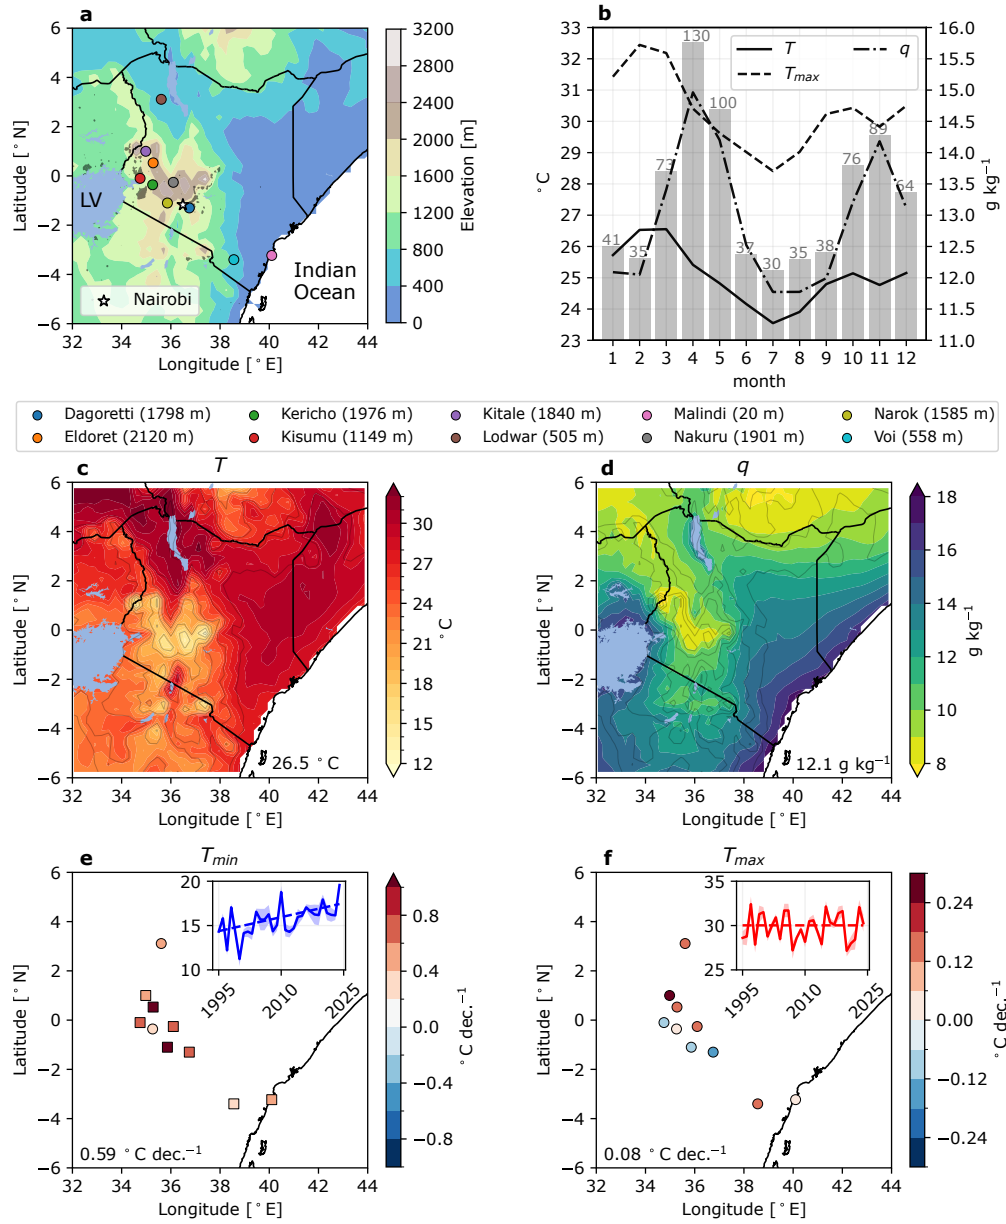 a
6
4
2
0
−2
−4
−6
Latitude [°N]
LV
Indian
Ocean
Nairobi
32 34 36 38 40 42 44
Longitude [°E]
3200
2800
2400
2000
1600
1200
800
400
0
Elevation [m]
b
33
32
31
30
29
28
27
26
25
24
23
°C
T
T_max
q
41
35
73
130
100
37
30
35
38
76
89
64
16.0
15.5
15.0
14.5
14.0
13.5
13.0
12.5
12.0
11.5
11.0
g kg⁻¹
1 2 3 4 5 6 7 8 9 10 11 12
month
Dagoretti (1798 m) Kericho (1976 m) Kitale (1840 m) Malindi (20 m) Narok (1585 m)
Eldoret (2120 m) Kisumu (1149 m) Lodwar (505 m) Nakuru (1901 m) Voi (558 m)
c
T
6
4
2
0
−2
−4
−6
Latitude [°N]
26.5 °C
32 34 36 38 40 42 44
Longitude [°E]
30
27
24
21
18
15
12
°C
d
q
6
4
2
0
−2
−4
−6
Latitude [°N]
12.1 g kg⁻¹
32 34 36 38 40 42 44
Longitude [°E]
18
16
14
12
10
8
g kg⁻¹
e
T_min
6
4
2
0
−2
−4
−6
Latitude [°N]
20
15
10
1995
2010
2025
0.59 °C dec.⁻¹
32 34 36 38 40 42 44
Longitude [°E]
0.8
0.4
0.0
−0.4
−0.8
°C dec.⁻¹
f
T_max
6
4
2
0
−2
−4
−6
Latitude [°N]
35
30
25
1995
2010
2025
0.08 °C dec.⁻¹
32 34 36 38 40 42 44
Longitude [°E]
0.24
0.12
0.00
−0.12
−0.24
°C dec.⁻¹